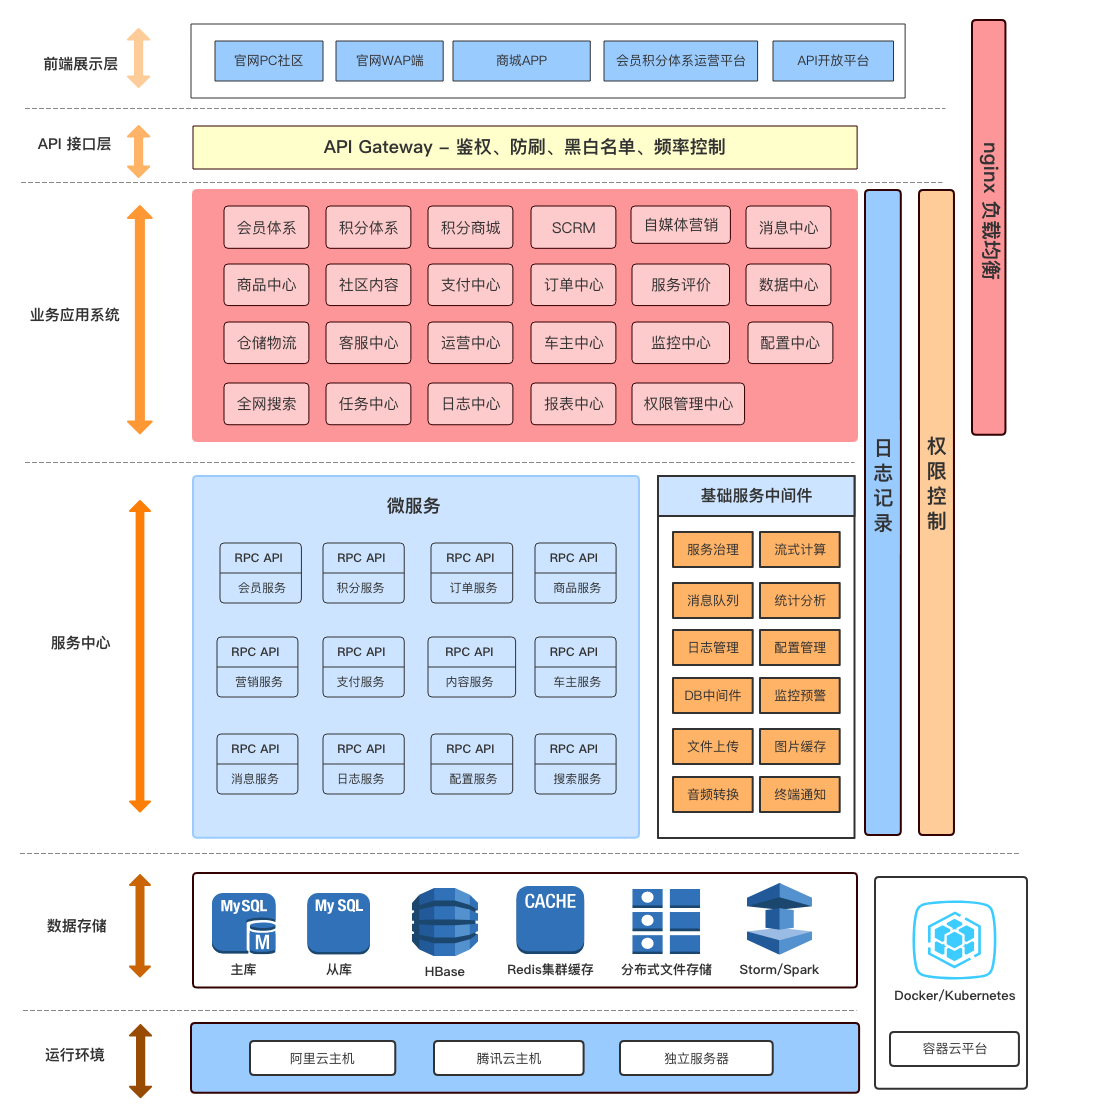 前端展示层
官网PC社区
官网WAP端
商城APP
会员积分体系运营平台
API开放平台
nginx 负载均衡
API 接口层
API Gateway – 鉴权、防刷、黑白名单、频率控制
业务应用系统
会员体系
积分体系
积分商城
SCRM
自媒体营销
消息中心
商品中心
社区内容
支付中心
订单中心
服务评价
数据中心
仓储物流
客服中心
运营中心
车主中心
监控中心
配置中心
全网搜索
任务中心
日志中心
报表中心
权限管理中心
日志记录
权限控制
服务中心
微服务
RPC API
会员服务
RPC API
积分服务
RPC API
订单服务
RPC API
商品服务
RPC API
营销服务
RPC API
支付服务
RPC API
内容服务
RPC API
车主服务
RPC API
消息服务
RPC API
日志服务
RPC API
配置服务
RPC API
搜索服务
基础服务中间件
服务治理
流式计算
消息队列
统计分析
日志管理
配置管理
DB中间件
监控预警
文件上传
图片缓存
音频转换
终端通知
数据存储
My SQL
M
主库
My SQL
从库
HBase
CACHE
Redis集群缓存
分布式文件存储
Storm/Spark
Docker/Kubernetes
容器云平台
运行环境
阿里云主机
腾讯云主机
独立服务器